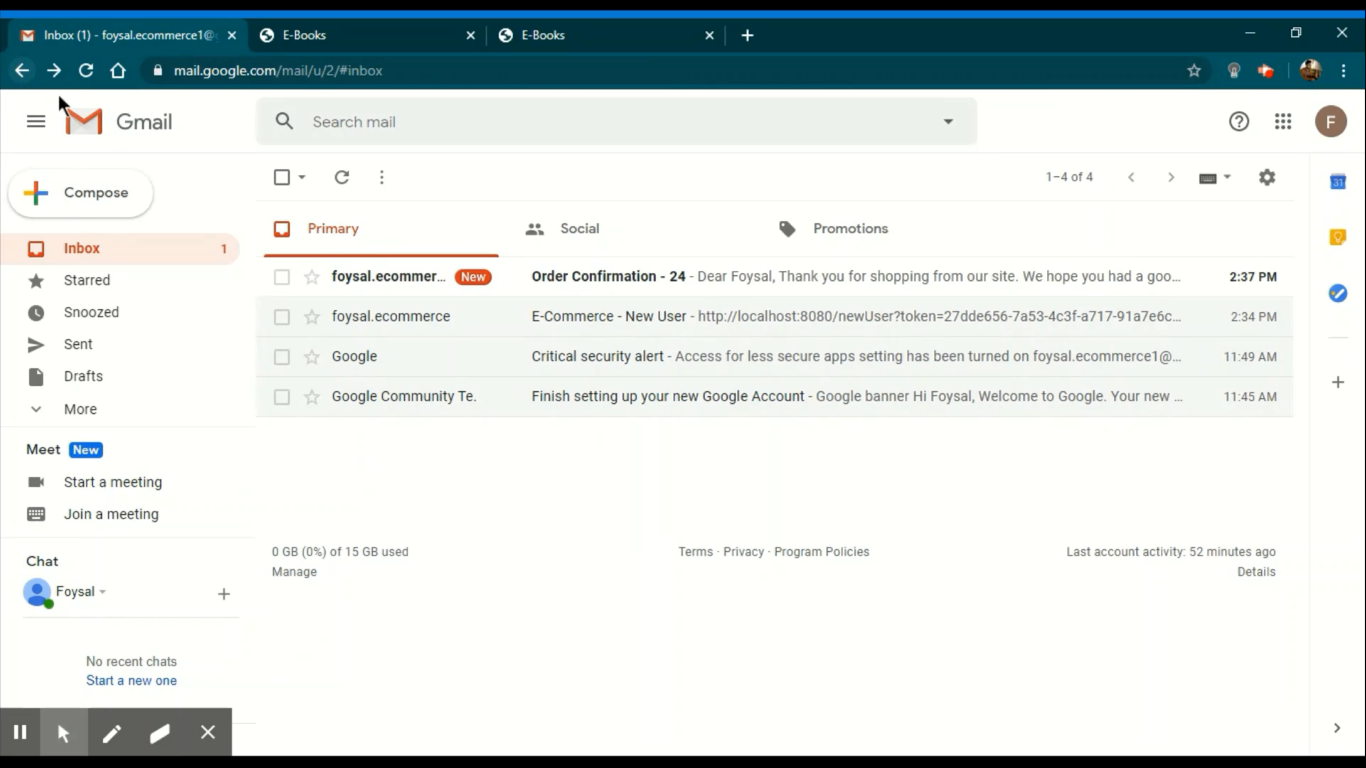 Inbox (1) - foysal.ecommerce1@
E-Books
E-Books
mail.google.com/mail/u/2/#inbox
Gmail
Search mail
F
Compose
1–4 of 4
31
Primary
Social
Promotions
Inbox 1
Starred
Snoozed
Sent
Drafts
More
foysal.ecommer... New Order Confirmation - 24 - Dear Foysal, Thank you for shopping from our site. We hope you had a goo... 2:37 PM
foysal.ecommerce E-Commerce - New User - http://localhost:8080/newUser?token=27dde656-7a53-4c3f-a717-91a7e6c... 2:34 PM
Google Critical security alert - Access for less secure apps setting has been turned on foysal.ecommerce1@... 11:49 AM
Google Community Te. Finish setting up your new Google Account - Google banner Hi Foysal, Welcome to Google. Your new ... 11:45 AM
Meet New
Start a meeting
Join a meeting
0 GB (0%) of 15 GB used
Manage
Terms · Privacy · Program Policies
Last account activity: 52 minutes ago
Details
Chat
Foysal
No recent chats
Start a new one